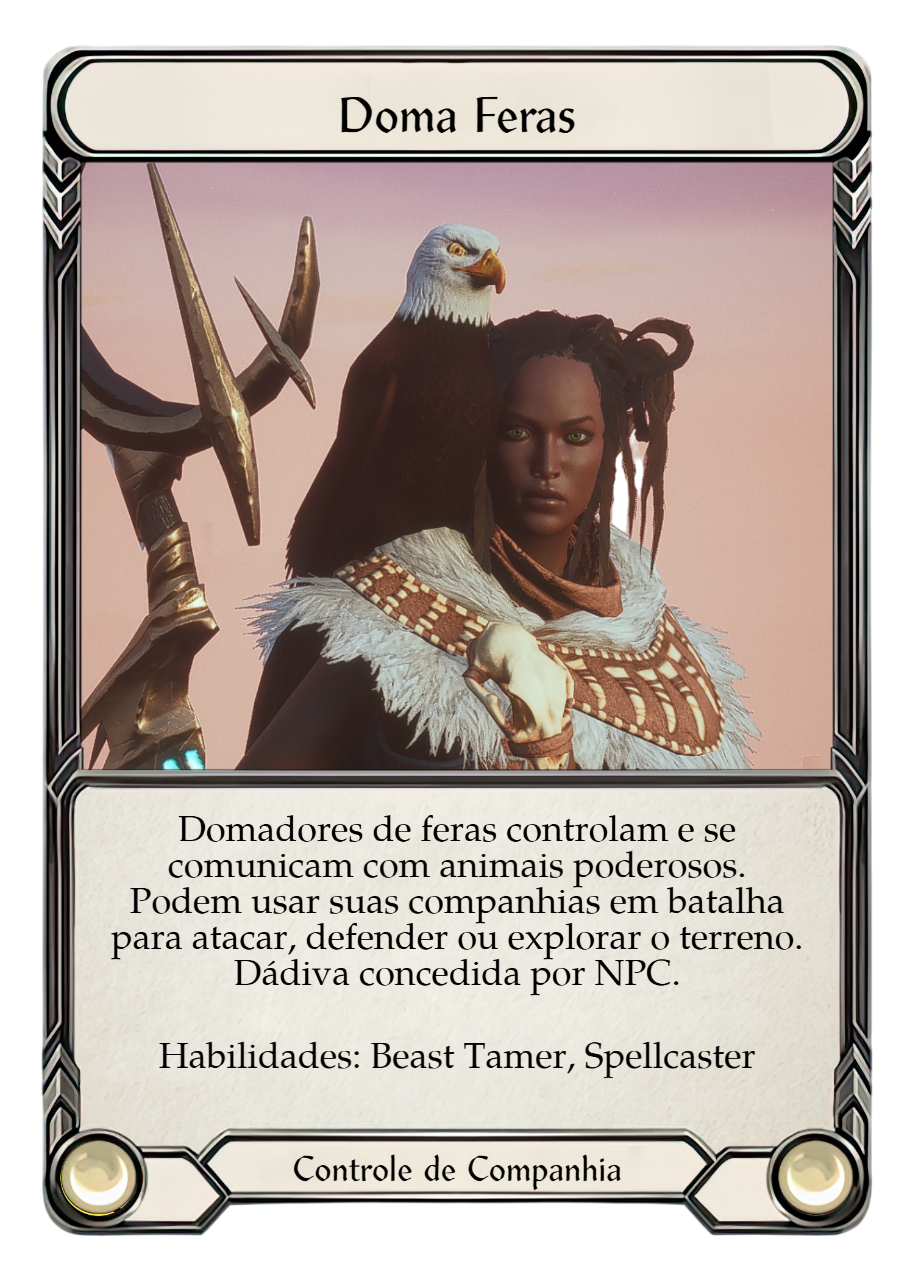 Doma Feras
Domadores de feras controlam e se
comunicam com animais poderosos.
Podem usar suas companhias em batalha
para atacar, defender ou explorar o terreno.
Dádiva concedida por NPC.
Habilidades: Beast Tamer, Spellcaster
Controle de Companhia